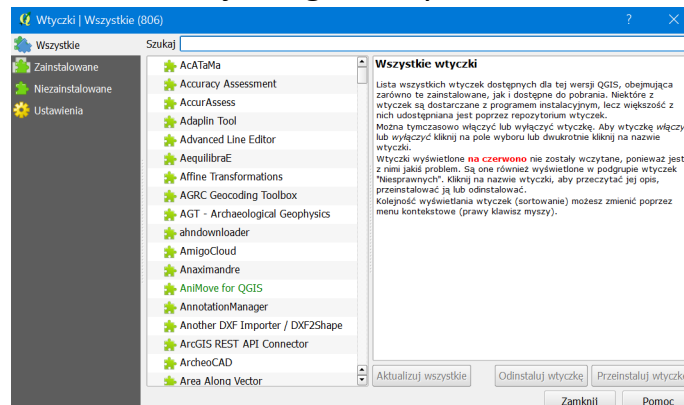 Wtyczki | Wszystkie (806)
Wszystkie
Zainstalowane
Niezainstalowane
Ustawienia
Szukaj
AcATaMa
Accuracy Assessment
AccurAssess
Adaplin Tool
Advanced Line Editor
AequilibraE
Affine Transformations
AGRC Geocoding Toolbox
AGT - Archaeological Geophysics
ahndownloader
AmigoCloud
Anaximandre
AniMove for QGIS
AnnotationManager
Another DXF Importer / DXF2Shape
ArcGIS REST API Connector
ArcheoCAD
Area Along Vector
Wszystkie wtyczki
Lista wszystkich wtyczek dostępnych dla tej wersji QGIS, obejmująca
zarówno te zainstalowane, jak i dostępne do pobrania. Niektóre z
wtyczek są dostarczane z programem instalacyjnym, lecz większość z
nich udostępniana jest poprzez repozytorium wtyczek.
Można tymczasowo włączyć lub wyłączyć wtyczkę. Aby wtyczkę włączy
lub wyłączyć kliknij na pole wyboru lub dwukrotnie kliknij na nazwie
wtyczki.
Wtyczki wyświetlone na czerwono nie zostały wczytane, ponieważ jest
z nimi jakiś problem. Są one również wyświetlone w podgrupie wtyczek
"Niesprawnych". Kliknij na nazwie wtyczki, aby przeczytać jej opis,
przeinstalować ją lub odinstalować.
Kolejność wyświetlania wtyczek (sortowanie) możesz zmienić poprzez
menu kontekstowe (prawy klawisz myszy).
Aktualizuj wszystkie
Odinstaluj wtyczkę
Przeinstaluj wtyczkę
Zamknij
Pomoc